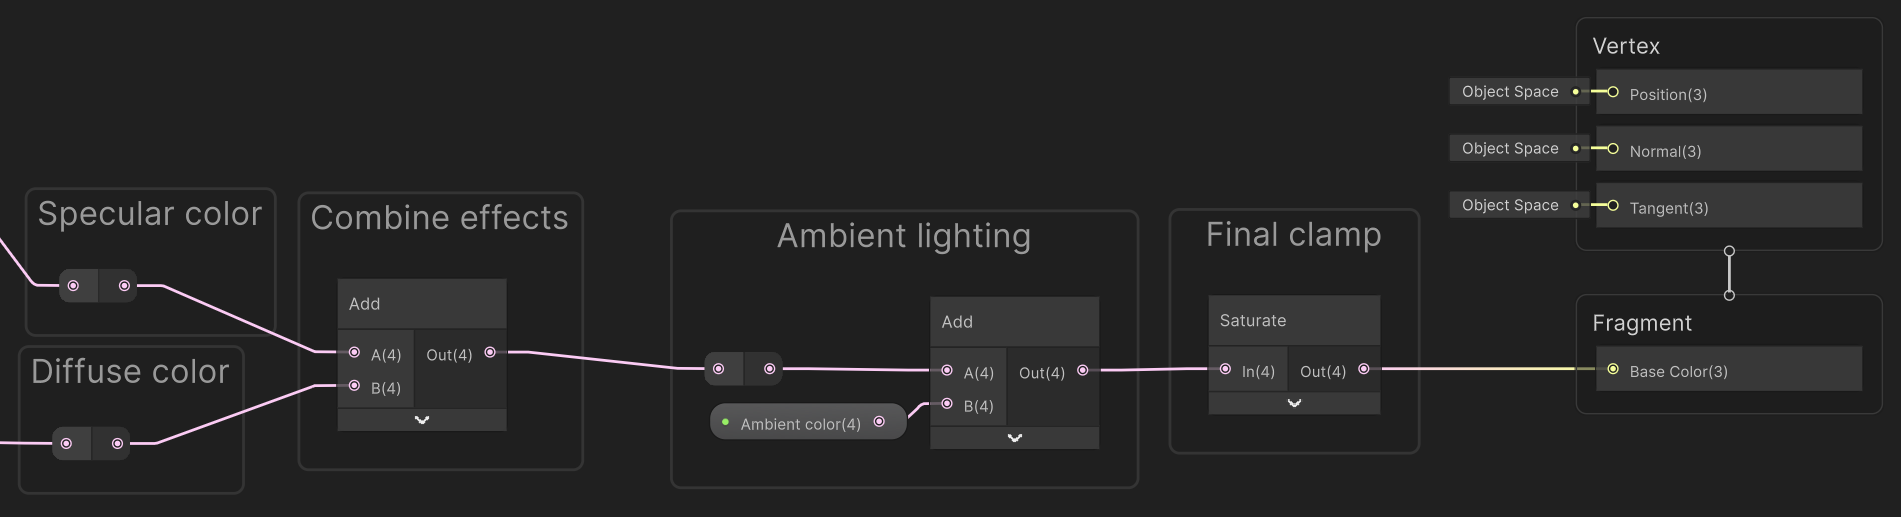 Specular color
Diffuse color
Combine effects
Add
A(4)
Out(4)
B(4)
Ambient lighting
Ambient color(4)
Add
A(4)
Out(4)
B(4)
Final clamp
Saturate
In(4)
Out(4)
Vertex
Object Space
Position(3)
Object Space
Normal(3)
Object Space
Tangent(3)
Fragment
Base Color(3)